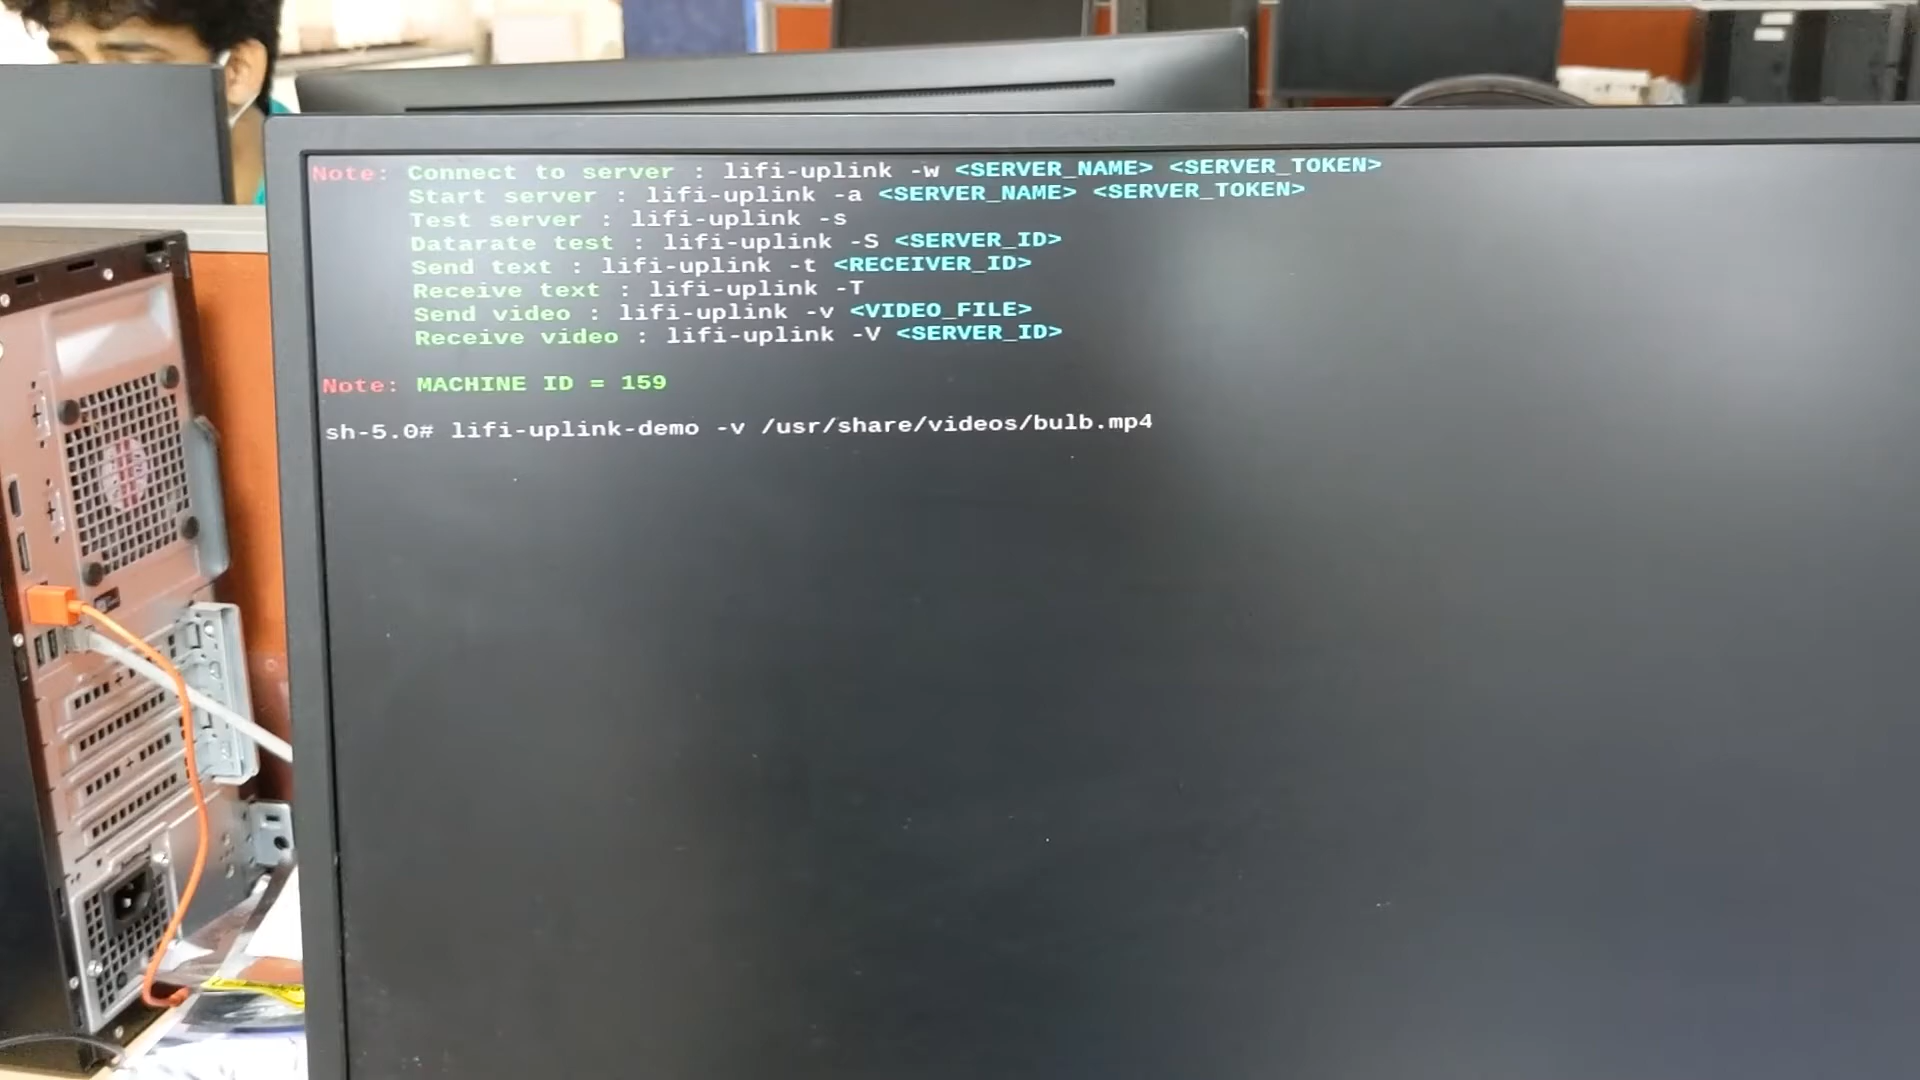 Note: Connect to server : lifi-uplink -w <SERVER_NAME> <SERVER_TOKEN>
Start server : lifi-uplink -a <SERVER_NAME> <SERVER_TOKEN>
Test server : lifi-uplink -s
Datarate test : lifi-uplink -S <SERVER_ID>
Send text : lifi-uplink -t <RECEIVER_ID>
Receive text : lifi-uplink -T
Send video : lifi-uplink -v <VIDEO_FILE>
Receive video : lifi-uplink -V <SERVER_ID>
Note: MACHINE ID = 159
sh-5.0# lifi-uplink-demo -v /usr/share/videos/bulb.mp4